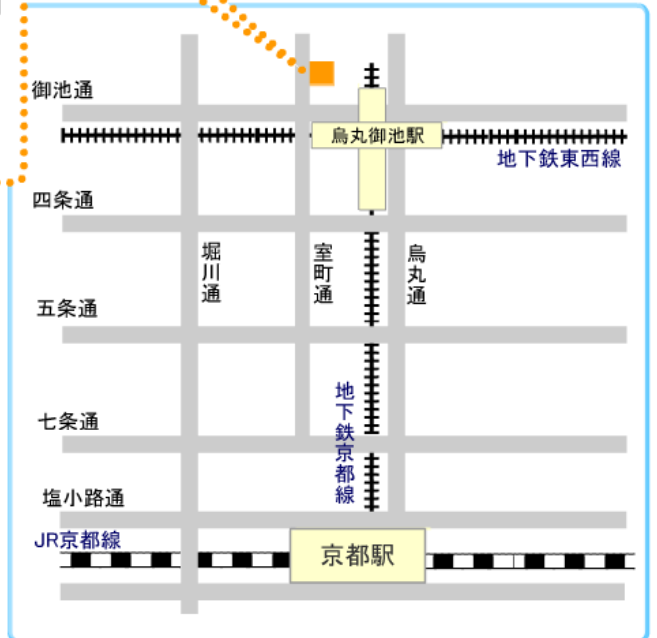 御池通
烏丸御池駅
地下鉄東西線
四条通
堀川通
室町通
烏丸通
五条通
地下鉄京都線
七条通
塩小路通
JR京都線
京都駅